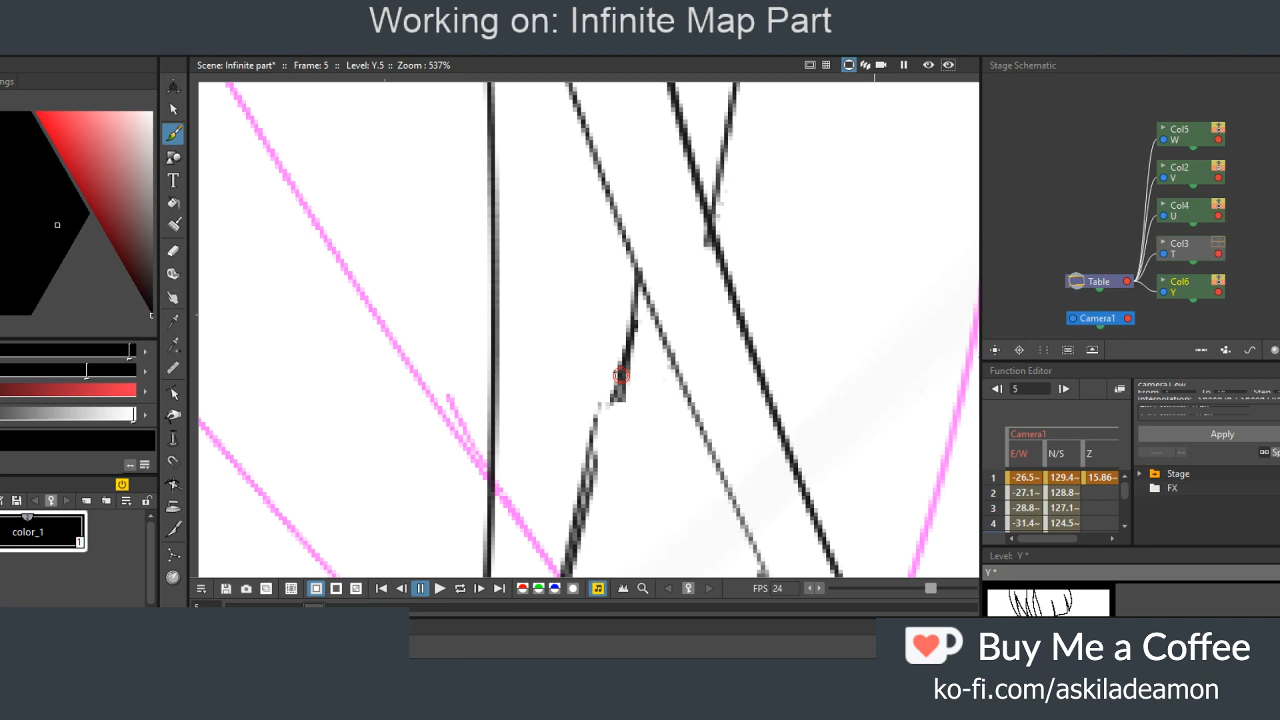 Working on: Infinite Map Part
ngs
Scene: Infinite part* :: Frame: 5 :: Level: Y.5 :: Zoom : 537%
Stage Schematic
Col5
W
Col2
V
Col4
U
Col3
T
Table
Col6
Y
Camera1
Function Editor
5
Camera1
E/W N/S Z
1 -26.5~ 129.4~ 15.86~
2 -27.1~ 128.8~
3 -28.8~ 127.1~
4 -31.4~ 124.5~
Apply
Stage
FX
color_1
1
Level: Y *
Y *
FPS 24
Buy Me a Coffee
ko-fi.com/askiladeamon